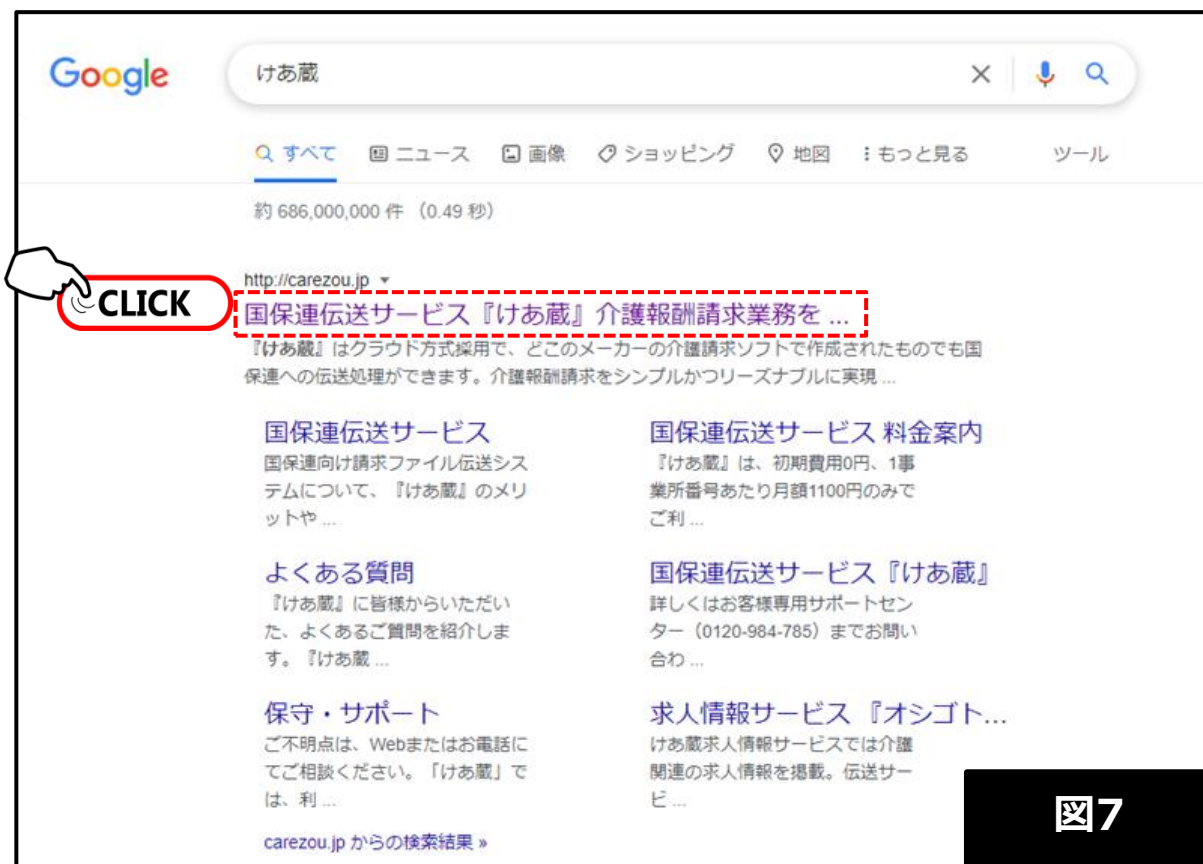 Google
けあ蔵
すべて ニュース 画像 ショッピング 地図 もっと見る ツール
約 686,000,000 件 （0.49 秒）
http://carezou.jp
CLICK
国保連伝送サービス『けあ蔵』介護報酬請求業務を ...
『けあ蔵』はクラウド方式採用で、どこのメーカーの介護請求ソフトで作成されたものでも国
保連への伝送処理ができます。介護報酬請求をシンプルかつリーズナブルに実現 ...
国保連伝送サービス
国保連向け請求ファイル伝送シス
テムについて、『けあ蔵』のメリ
ットや ...
国保連伝送サービス 料金案内
『けあ蔵』は、初期費用0円、1事
業所番号あたり月額1100円のみで
ご利 ...
よくある質問
『けあ蔵』に皆様からいただい
た、よくあるご質問を紹介しま
す。『けあ蔵 ...
国保連伝送サービス『けあ蔵』
詳しくはお客様専用サポートセン
ター（0120-984-785）までお問い
合わ ...
保守・サポート
ご不明点は、Webまたはお電話に
てご相談ください。「けあ蔵」で
は、利 ...
求人情報サービス 『オシゴト...
けあ蔵求人情報サービスでは介護
関連の求人情報を掲載。伝送サー
ビ ...
carezou.jp からの検索結果 »
図7